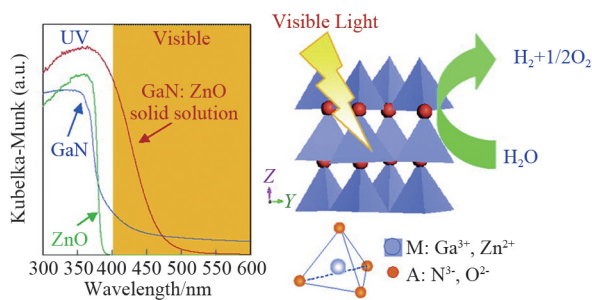 UV
Visible
GaN: ZnO
solid solution
GaN
ZnO
Kubelka-Munk (a.u.)
300 350 400 450 500 550 600
Wavelength/nm
Visible Light
H₂+1/2O₂
H₂O
Z
Y
M: Ga³⁺, Zn²⁺
A: N³⁻, O²⁻